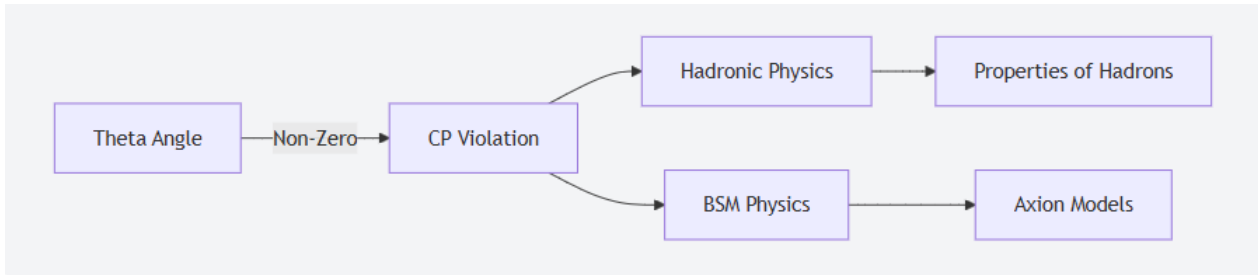 Theta Angle
Non-Zero
CP Violation
Hadronic Physics
Properties of Hadrons
BSM Physics
Axion Models